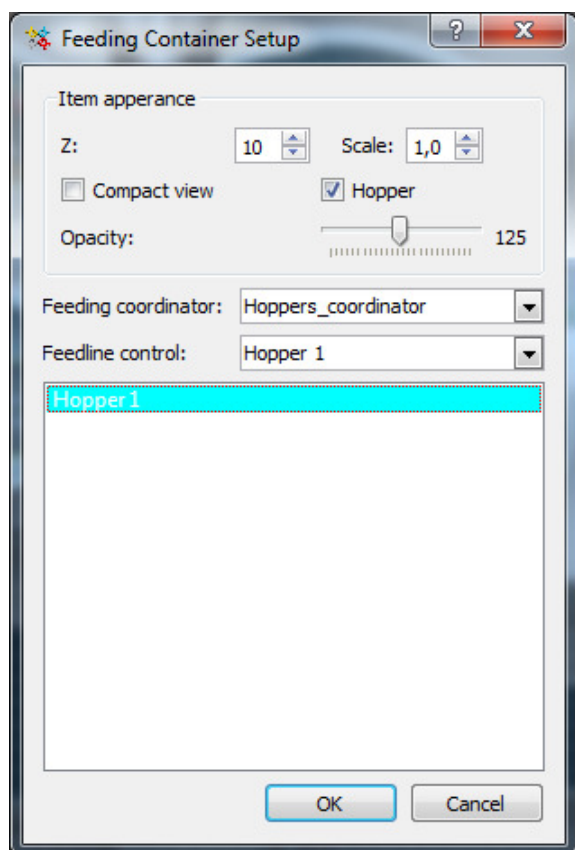 Feeding Container Setup
?
X
Item apperance
Z: 10 Scale: 1,0
Compact view Hopper
Opacity: 125
Feeding coordinator: Hoppers_coordinator
Feedline control: Hopper 1
Hopper 1
OK Cancel